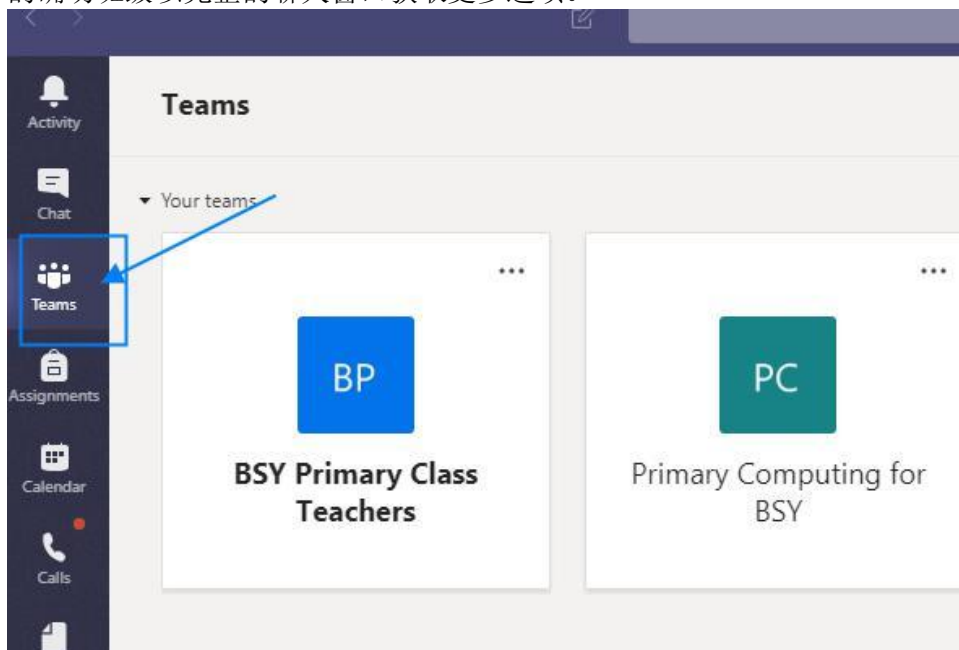 Teams
Activity
Chat
Your teams
Teams
BP
PC
Assignments
BSY Primary Class
Teachers
Primary Computing for
BSY
Calendar
Calls